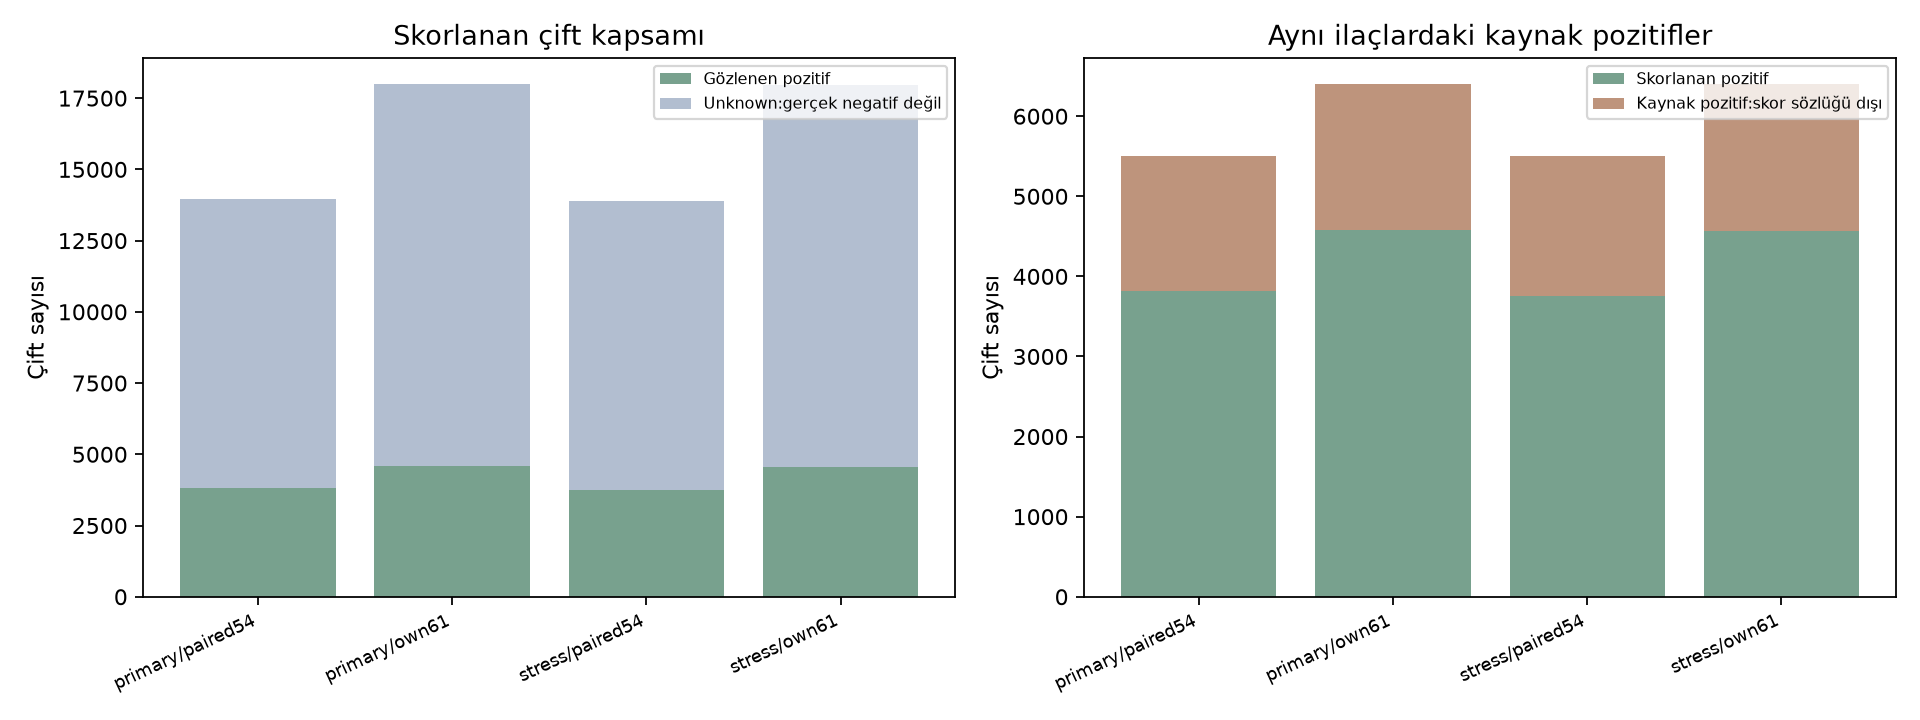 Skorlanan çift kapsamı
Gözlenen pozitif
Unknown:gerçek negatif değil
Çift sayısı
17500
15000
12500
10000
7500
5000
2500
0
primary/paired54
primary/own61
stress/paired54
stress/own61
Aynı ilaçlardaki kaynak pozitifler
Skorlanan pozitif
Kaynak pozitif:skor sözlüğü dışı
Çift sayısı
6000
5000
4000
3000
2000
1000
0
primary/paired54
primary/own61
stress/paired54
stress/own61